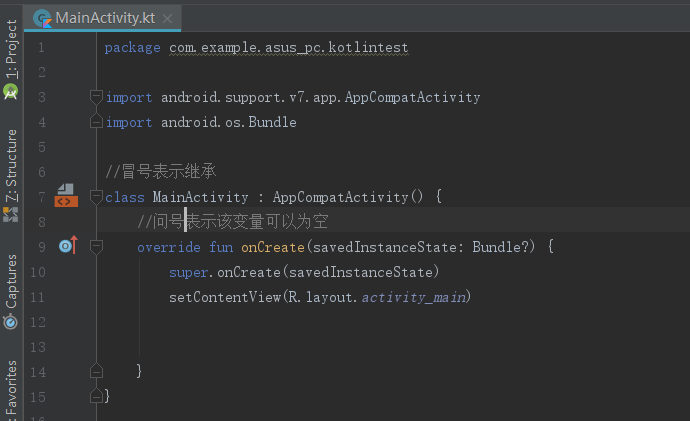 MainActivity.kt
1: Project
7: Structure
Captures
Favorites
1 package com.example.asus_pc.kotlintest
2
3 import android.support.v7.app.AppCompatActivity
4 import android.os.Bundle
5
6 //冒号表示继承
7 class MainActivity : AppCompatActivity() {
8 //问号表示该变量可以为空
9 override fun onCreate(savedInstanceState: Bundle?) {
10 super.onCreate(savedInstanceState)
11 setContentView(R.layout.activity_main)
12
13
14 }
15 }